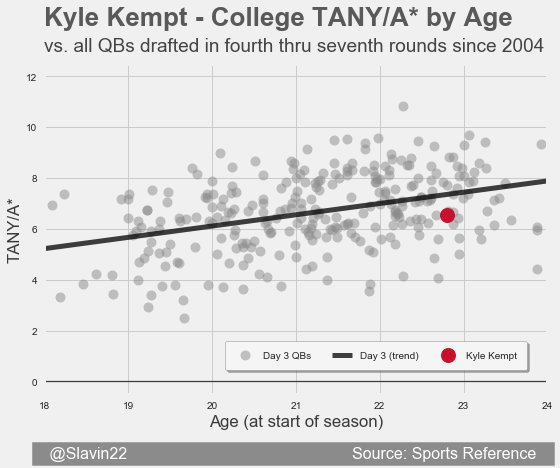 Kyle Kempt - College TANY/A* by Age
vs. all QBs drafted in fourth thru seventh rounds since 2004
12
10
8
6
4
2
0
TANY/A*
Day 3 QBs Day 3 (trend) Kyle Kempt
18 19 20 21 22 23 24
Age (at start of season)
@Slavin22 Source: Sports Reference